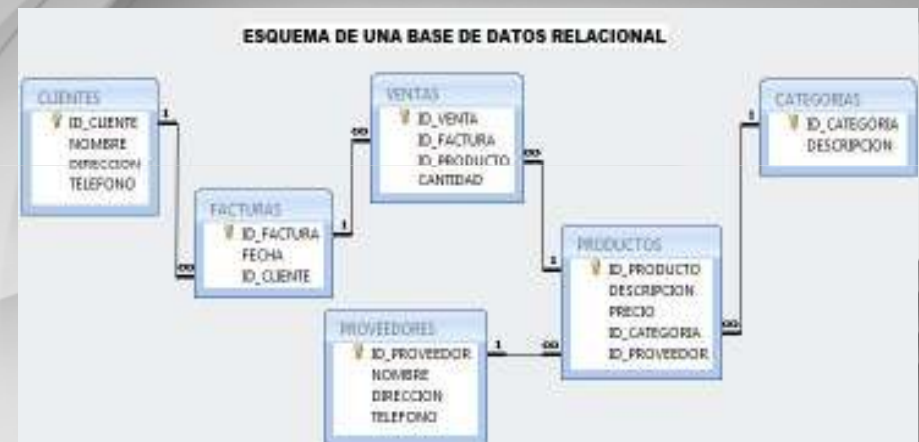 ESQUEMA DE UNA BASE DE DATOS RELACIONAL
CLIENTES
ID_CLIENTE
NOMBRE
DIRECCION
TELEFONO
1
∞
FACTURAS
ID_FACTURA
FECHA
ID_CLIENTE
1
∞
VENTAS
ID_VENTA
ID_FACTURA
ID_PRODUCTO
CANTIDAD
∞
1
PROVEEDORES
ID_PROVEEDOR
NOMBRE
DIRECCION
TELEFONO
1
∞
PRODUCTOS
ID_PRODUCTO
DESCRIPCION
PRECIO
ID_CATEGORIA
ID_PROVEEDOR
∞
1
CATEGORIAS
ID_CATEGORIA
DESCRIPCION